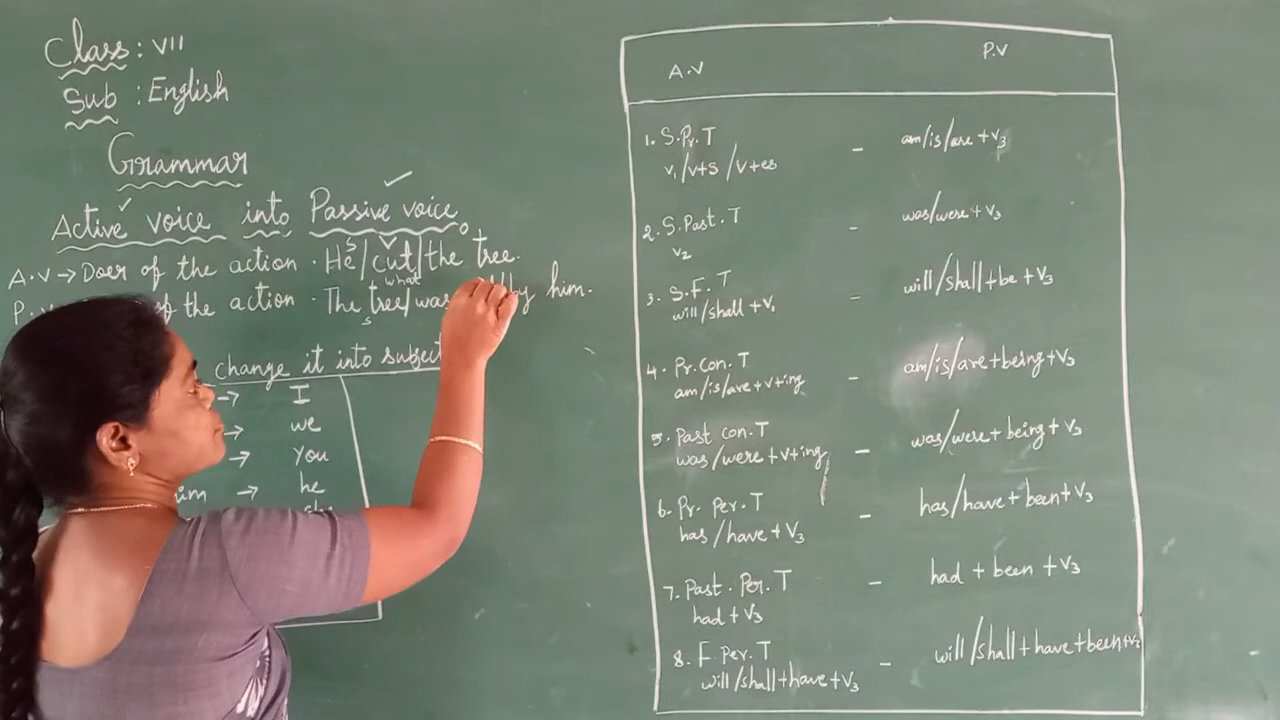 Class : VII
Sub : English
Grammar
Active voice into Passive voice
A.V → Doer of the action. He / cut / the tree.
S V O
what
of the action. The tree / was by him.
s
change it into subject
→ I
→ we
→ you
him → he
A.V P.V
1. S.Pr.T - am/is/are + V3
V1/V+S/V+es
2. S.Past.T - was/were + V3
V2
3. S.F.T - will/shall + be + V3
will/shall + V1
4. Pr.Con.T - am/is/are + being + V3
am/is/are + V + ing
5. Past con.T - was/were + being + V3
was/were + V + ing
6. Pr. Per.T - has/have + been + V3
has/have + V3
7. Past. Per. T - had + been + V3
had + V3
8. F. Per. T - will/shall + have + been + V3
will/shall + have + V3